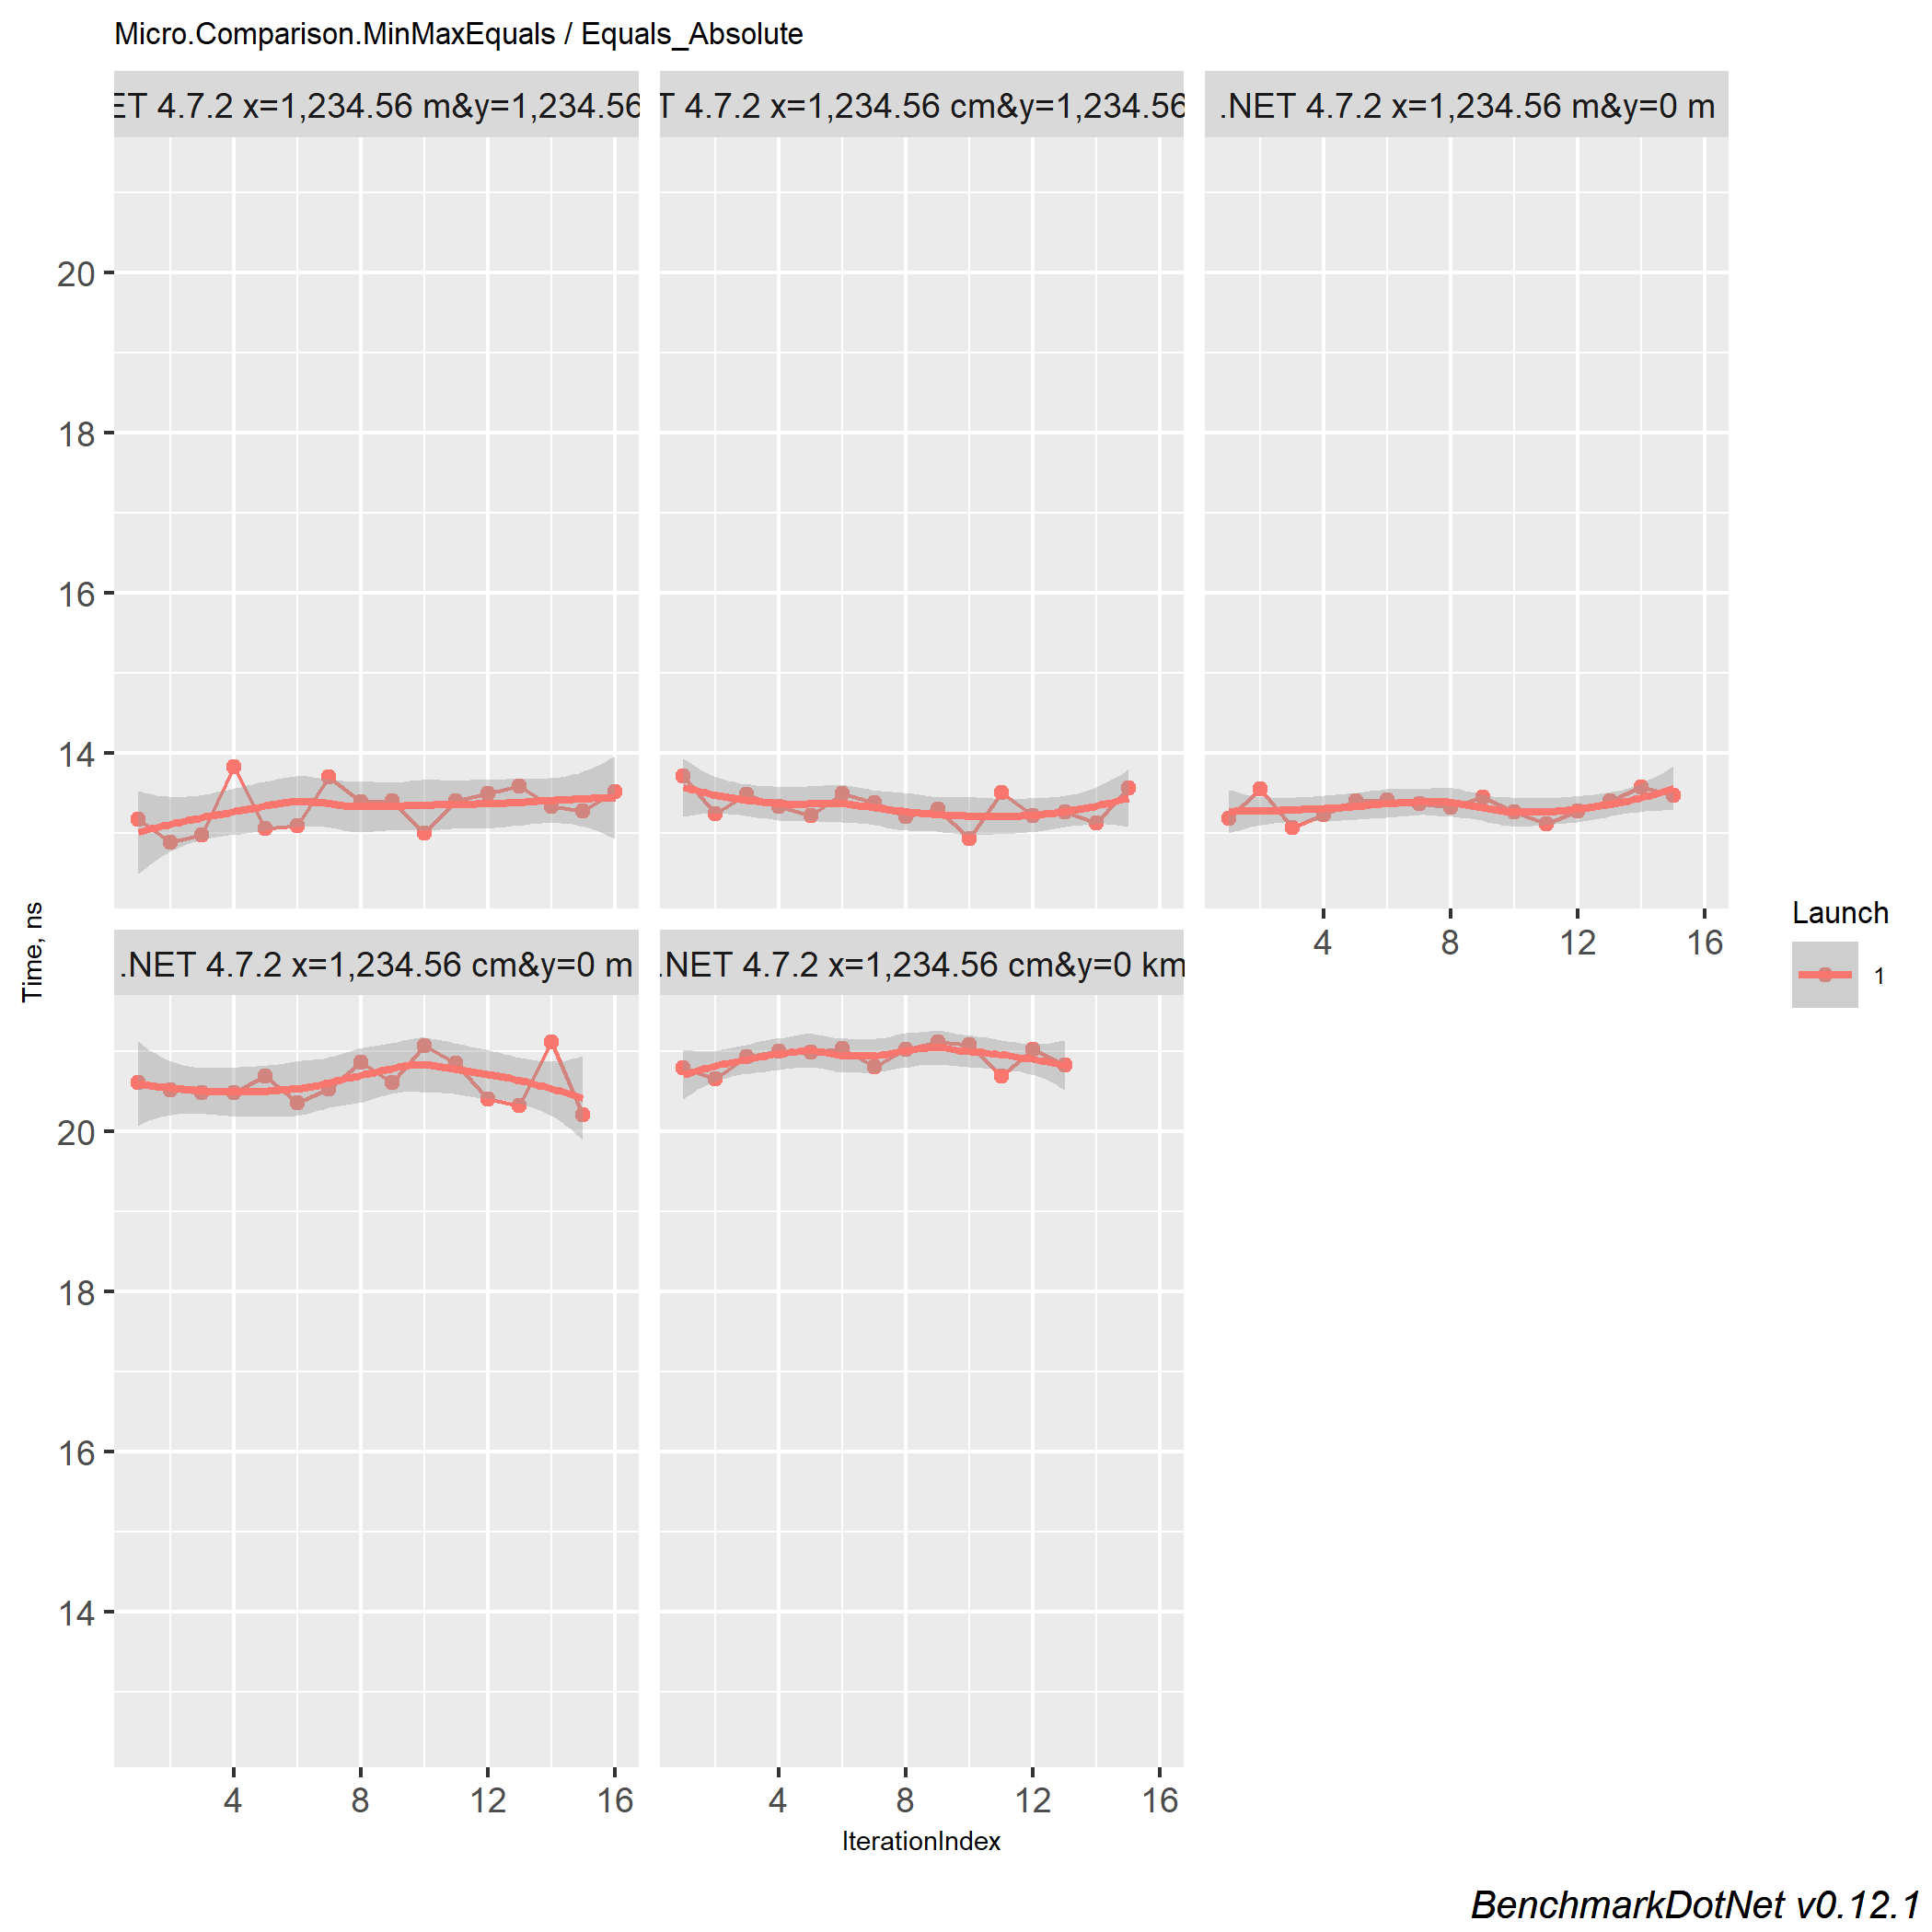 Micro.Comparison.MinMaxEquals / Equals_Absolute
ET 4.7.2 x=1,234.56 m&y=1,234.56
T 4.7.2 x=1,234.56 cm&y=1,234.56
.NET 4.7.2 x=1,234.56 m&y=0 m
20
18
16
14
4 8 12 16
.NET 4.7.2 x=1,234.56 cm&y=0 m
.NET 4.7.2 x=1,234.56 cm&y=0 km
20
18
16
14
4 8 12 16
4 8 12 16
Time, ns
IterationIndex
Launch
1
BenchmarkDotNet v0.12.1